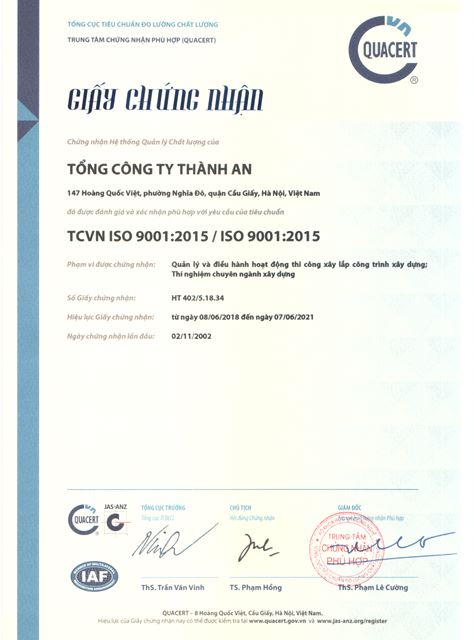 TỔNG CỤC TIÊU CHUẨN ĐO LƯỜNG CHẤT LƯỢNG
TRUNG TÂM CHỨNG NHẬN PHÙ HỢP (QUACERT)
QUACERT
®
GIẤY CHỨNG NHẬN
Chứng nhận Hệ thống Quản lý Chất lượng của
TỔNG CÔNG TY THÀNH AN
147 Hoàng Quốc Việt, phường Nghĩa Đô, quận Cầu Giấy, Hà Nội, Việt Nam
đã được đánh giá và xác nhận phù hợp với yêu cầu của tiêu chuẩn
TCVN ISO 9001:2015 / ISO 9001:2015
Phạm vi được chứng nhận: Quản lý và điều hành hoạt động thi công xây lắp công trình xây dựng;
Thí nghiệm chuyên ngành xây dựng
Số Giấy chứng nhận: HT 402/5.18.34
Hiệu lực Giấy chứng nhận: từ ngày 08/06/2018 đến ngày 07/06/2021
Ngày chứng nhận lần đầu: 02/11/2002
QUACERT
JAS-ANZ
TỔNG CỤC TRƯỞNG
CHỦ TỊCH
Hội đồng Chứng nhận
GIÁM ĐỐC
Chứng nhận Phù hợp
TRUNG TÂM
CHỨNG NHẬN
PHÙ HỢP
IAF
ThS. Trần Văn Vinh
TS. Phạm Hồng
ThS. Phạm Lê Cường
QUACERT – 8 Hoàng Quốc Việt, Cầu Giấy, Hà Nội, Việt Nam.
Hiệu lực của Giấy chứng nhận này có thể được kiểm tra tại www.quacert.gov.vn và www.jas-anz.org/register